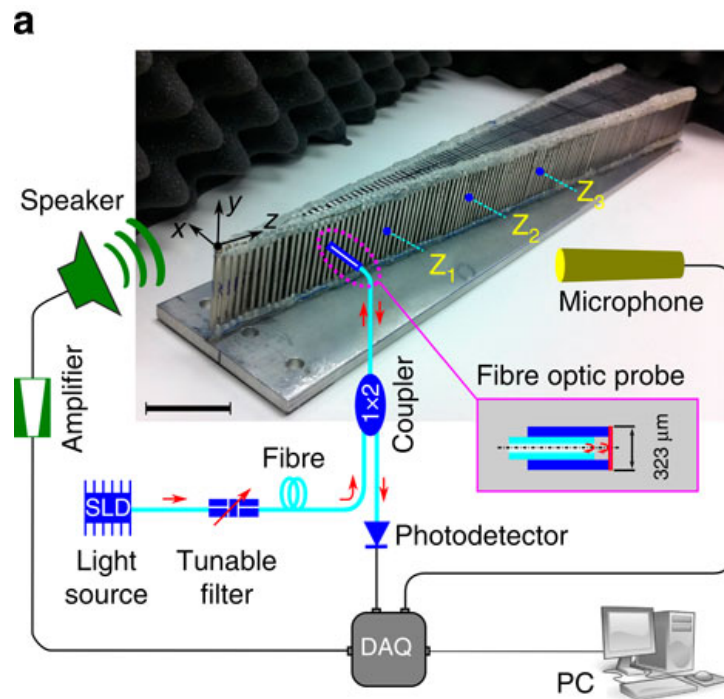 a
Speaker
x
y
z
Z1
Z2
Z3
Microphone
Amplifier
Coupler
1×2
Fibre optic probe
323 μm
Fibre
SLD
Light
source
Tunable
filter
Photodetector
DAQ
PC